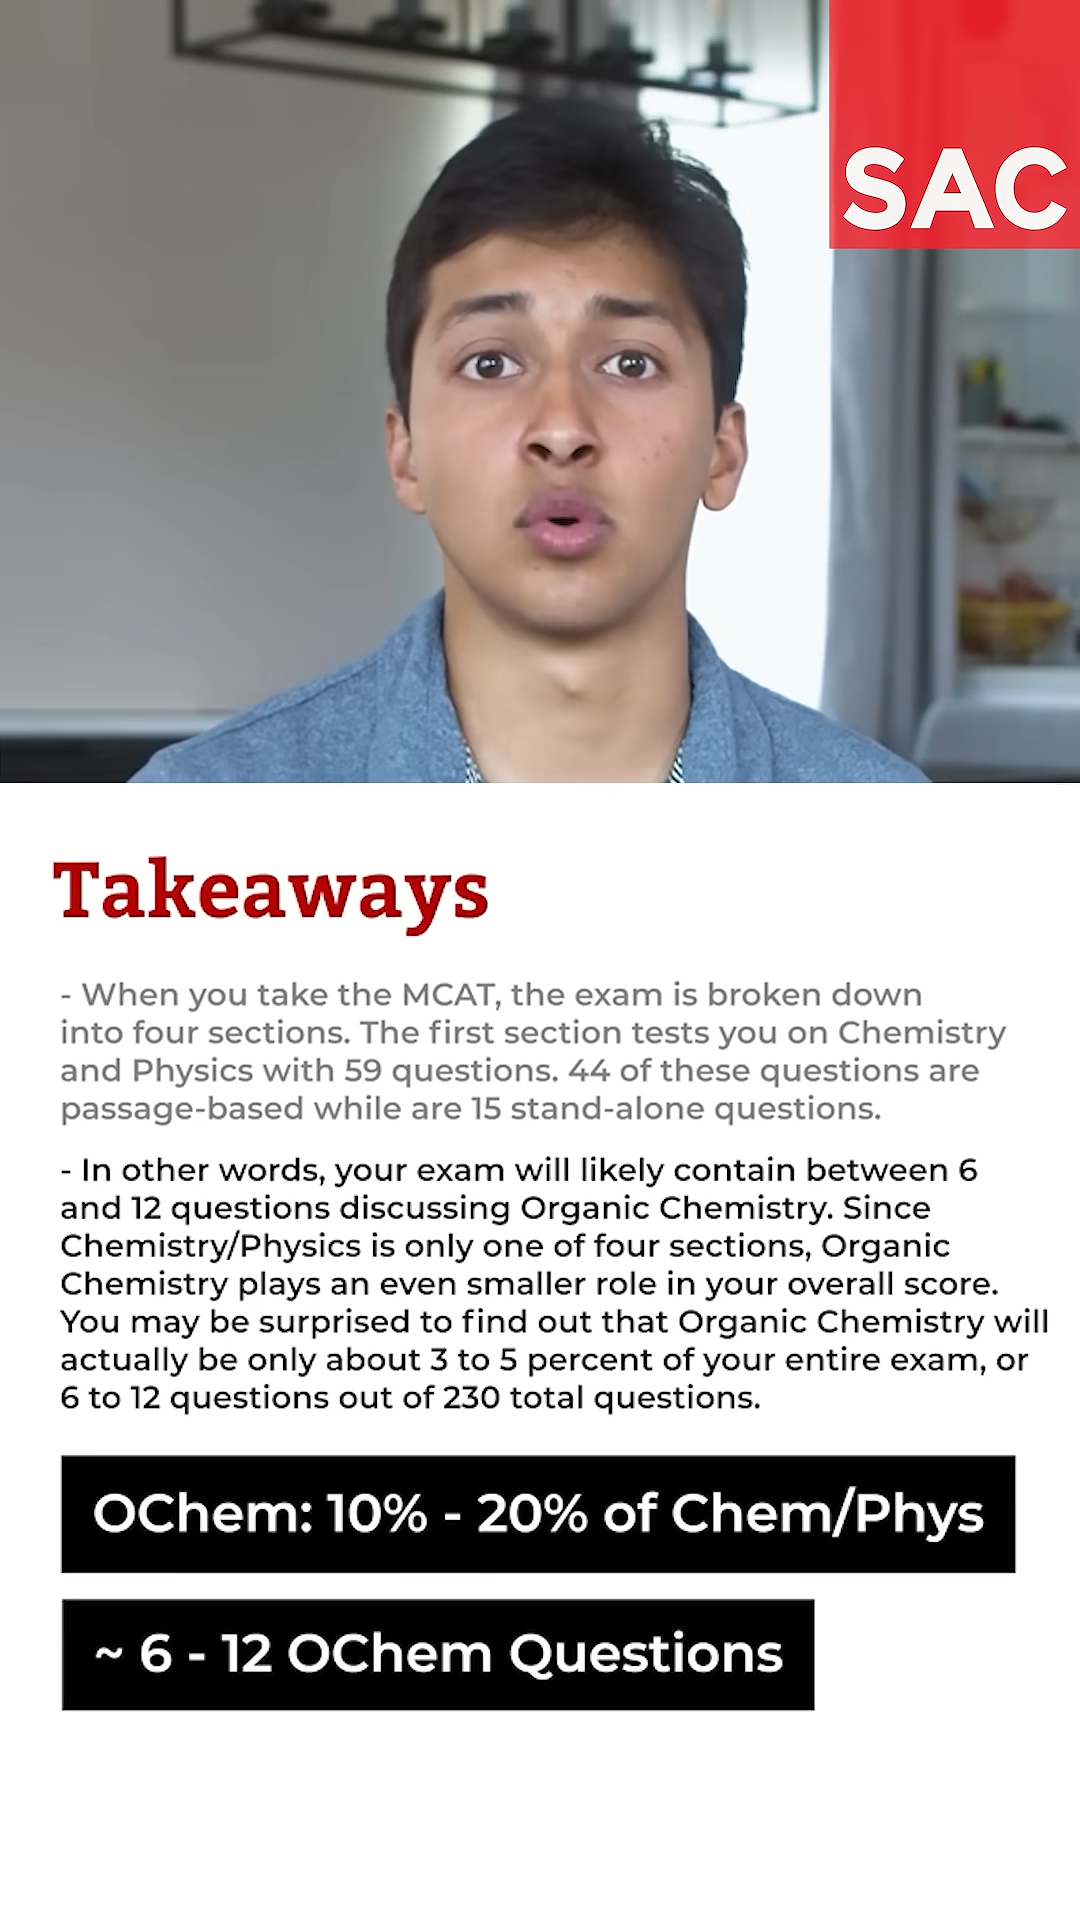 SAC
Takeaways
- When you take the MCAT, the exam is broken down
into four sections. The first section tests you on Chemistry
and Physics with 59 questions. 44 of these questions are
passage-based while are 15 stand-alone questions.
- In other words, your exam will likely contain between 6
and 12 questions discussing Organic Chemistry. Since
Chemistry/Physics is only one of four sections, Organic
Chemistry plays an even smaller role in your overall score.
You may be surprised to find out that Organic Chemistry will
actually be only about 3 to 5 percent of your entire exam, or
6 to 12 questions out of 230 total questions.
OChem: 10% - 20% of Chem/Phys
~ 6 - 12 OChem Questions